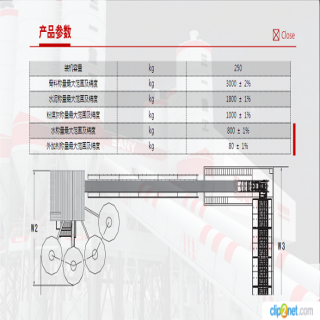 产品参数
Close
装机容量 kg 250
骨料称量最大范围及精度 kg 3000 ± 2%
水泥称量最大范围及精度 kg 1800 ± 1%
粉煤灰称量最大范围及精度 kg 1000 ± 1%
水称量最大范围及精度 kg 800 ± 1%
外加剂称量最大范围及精度 kg 80 ± 1%
W2
W3
clip2net.com